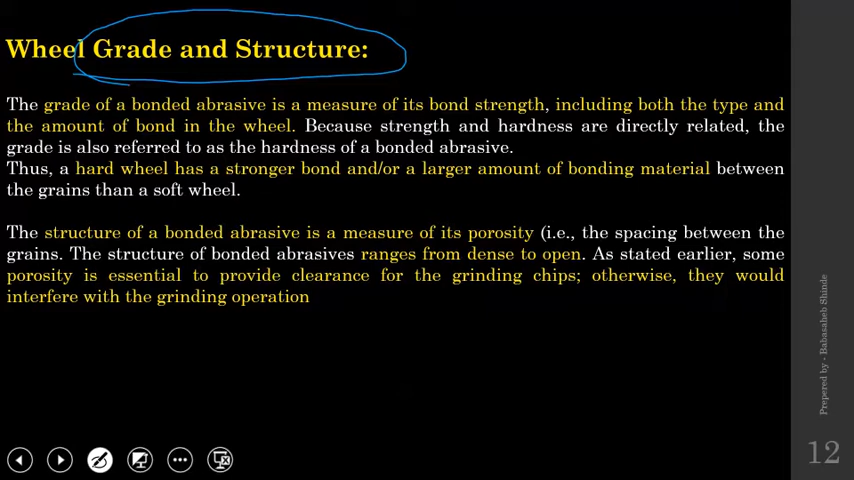 Wheel Grade and Structure:
The grade of a bonded abrasive is a measure of its bond strength, including both the type and
the amount of bond in the wheel. Because strength and hardness are directly related, the
grade is also referred to as the hardness of a bonded abrasive.
Thus, a hard wheel has a stronger bond and/or a larger amount of bonding material between
the grains than a soft wheel.
The structure of a bonded abrasive is a measure of its porosity (i.e., the spacing between the
grains. The structure of bonded abrasives ranges from dense to open. As stated earlier, some
porosity is essential to provide clearance for the grinding chips; otherwise, they would
interfere with the grinding operation
Prepered by - Babasaheb Shinde
12